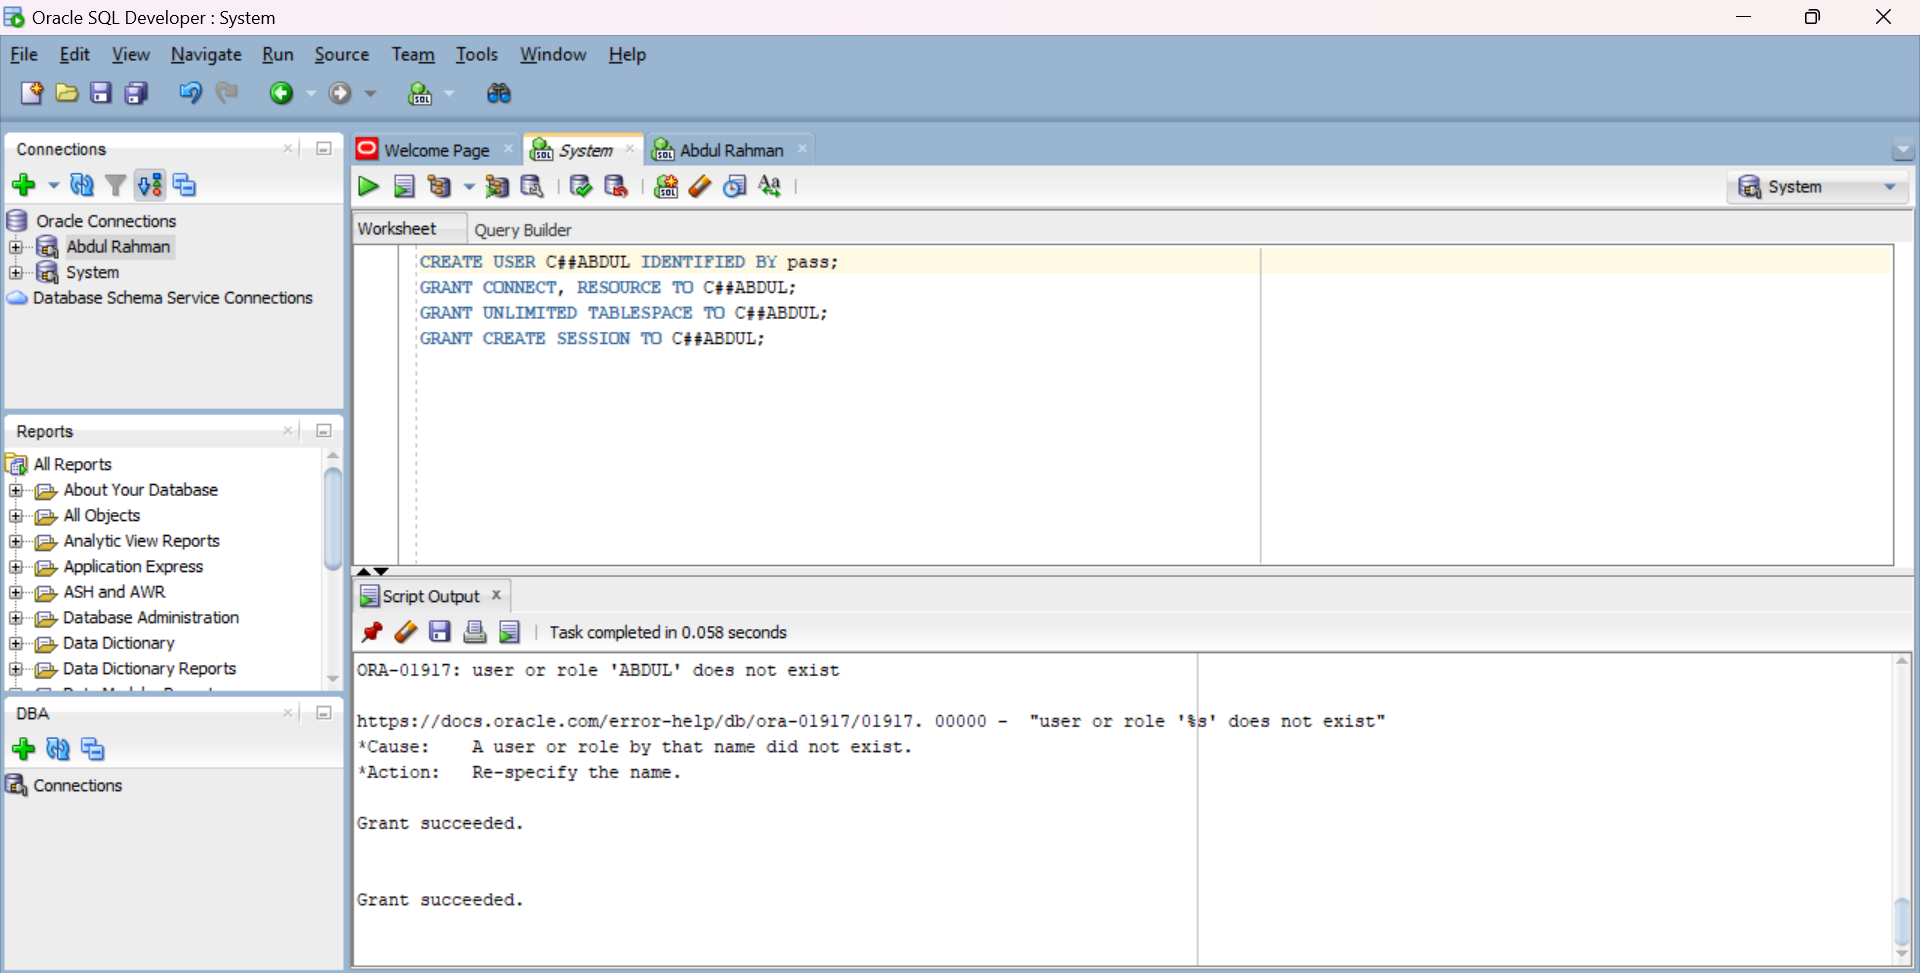 Oracle SQL Developer : System
File Edit View Navigate Run Source Team Tools Window Help
Connections
Oracle Connections
Abdul Rahman
System
Database Schema Service Connections
Reports
All Reports
About Your Database
All Objects
Analytic View Reports
Application Express
ASH and AWR
Database Administration
Data Dictionary
Data Dictionary Reports
DBA
Connections
Welcome Page
System
Abdul Rahman
System
Worksheet
Query Builder
CREATE USER C##ABDUL IDENTIFIED BY pass;
GRANT CONNECT, RESOURCE TO C##ABDUL;
GRANT UNLIMITED TABLESPACE TO C##ABDUL;
GRANT CREATE SESSION TO C##ABDUL;
Script Output
Task completed in 0.058 seconds
ORA-01917: user or role 'ABDUL' does not exist
https://docs.oracle.com/error-help/db/ora-01917/01917. 00000 - "user or role '%s' does not exist"
*Cause: A user or role by that name did not exist.
*Action: Re-specify the name.
Grant succeeded.
Grant succeeded.